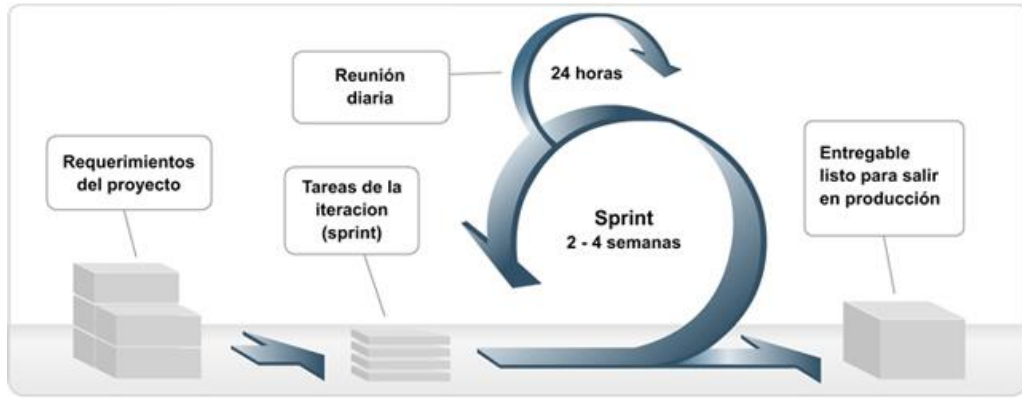 Reunión
diaria
24 horas
Requerimientos
del proyecto
Tareas de la
iteracion
(sprint)
Sprint
2 - 4 semanas
Entregable
listo para salir
en producción